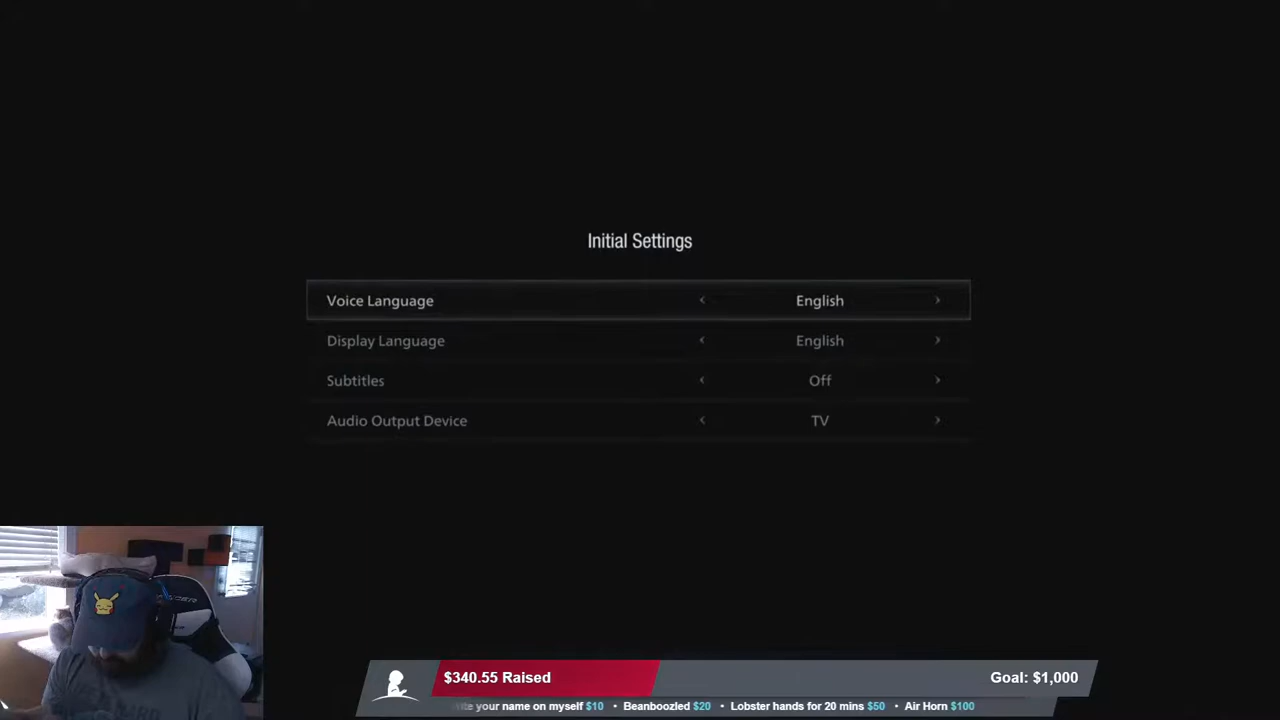 Initial Settings
Voice Language English
Display Language English
Subtitles Off
Audio Output Device TV
$340.55 Raised Goal: $1,000
your name on myself $10 • Beanboozled $20 • Lobster hands for 20 mins $50 • Air Horn $100